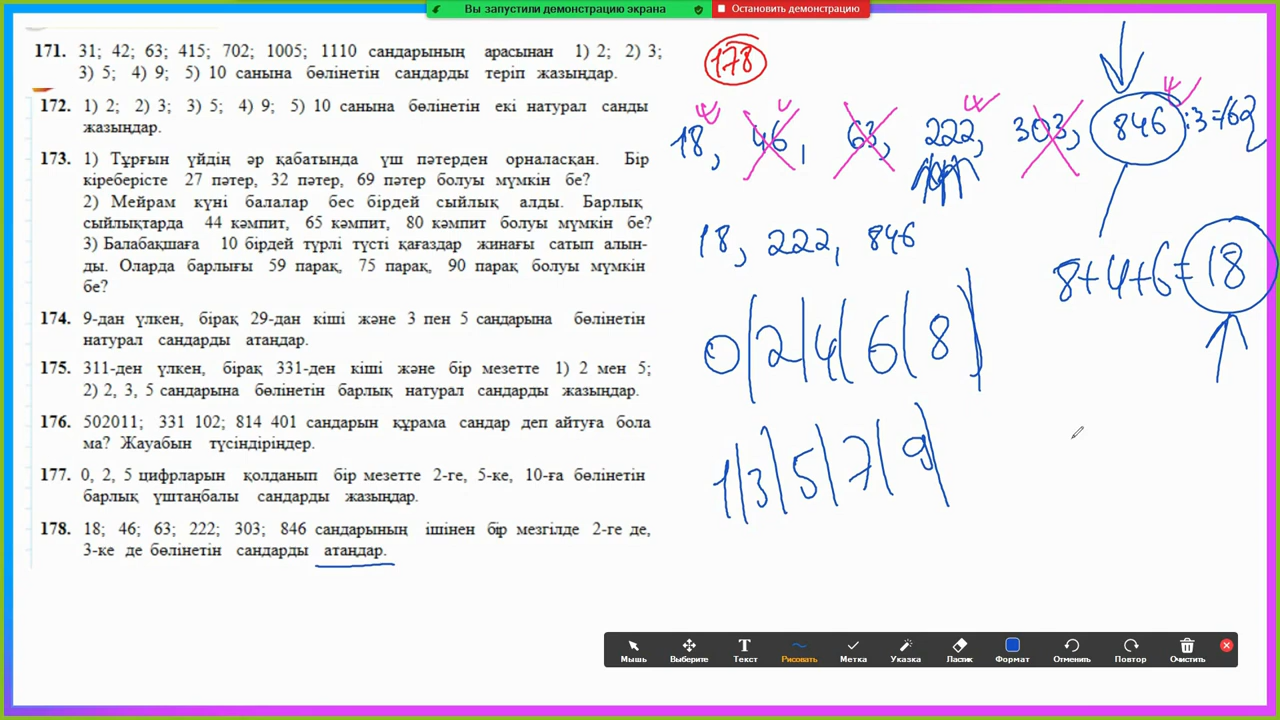 Вы запустили демонстрацию экрана
Остановить демонстрацию
171. 31; 42; 63; 415; 702; 1005; 1110 сандарының арасынан 1) 2; 2) 3;
3) 5; 4) 9; 5) 10 санына бөлінетін сандарды теріп жазыңдар.
172. 1) 2; 2) 3; 3) 5; 4) 9; 5) 10 санына бөлінетін екі натурал санды
жазыңдар.
173. 1) Тұрғын үйдің әр қабатында үш пәтерден орналасқан. Бір
кіреберісте 27 пәтер, 32 пәтер, 69 пәтер болуы мүмкін бе?
2) Мейрам күні балалар бес бірдей сыйлық алды. Барлық
сыйлықтарда 44 кәмпит, 65 кәмпит, 80 кәмпит болуы мүмкін бе?
3) Балабақшаға 10 бірдей түрлі түсті қағаздар жинағы сатып алын-
ды. Оларда барлығы 59 парақ, 75 парақ, 90 парақ болуы мүмкін
бе?
174. 9-дан үлкен, бірақ 29-дан кіші және 3 пен 5 сандарына бөлінетін
натурал сандарды атаңдар.
175. 311-ден үлкен, бірақ 331-ден кіші және бір мезетте 1) 2 мен 5;
2) 2, 3, 5 сандарына бөлінетін барлық натурал сандарды жазыңдар.
176. 502011; 331 102; 814 401 сандарын құрама сандар деп айтуға бола
ма? Жауабын түсіндіріңдер.
177. 0, 2, 5 цифрларын қолданып бір мезетте 2-ге, 5-ке, 10-ға бөлінетін
барлық үштаңбалы сандарды жазыңдар.
178. 18; 46; 63; 222; 303; 846 сандарының ішінен бір мезгілде 2-ге де,
3-ке де бөлінетін сандарды атаңдар.
178
18, 46, 63, 222, 303, 846 :3=
18, 222, 846
8+4+6=18
0 2 4 6 8
1 3 5 7 9
Мышь Выберите Текст Рисовать Метка Указка Ластик Формат Отменить Повтор Очистить